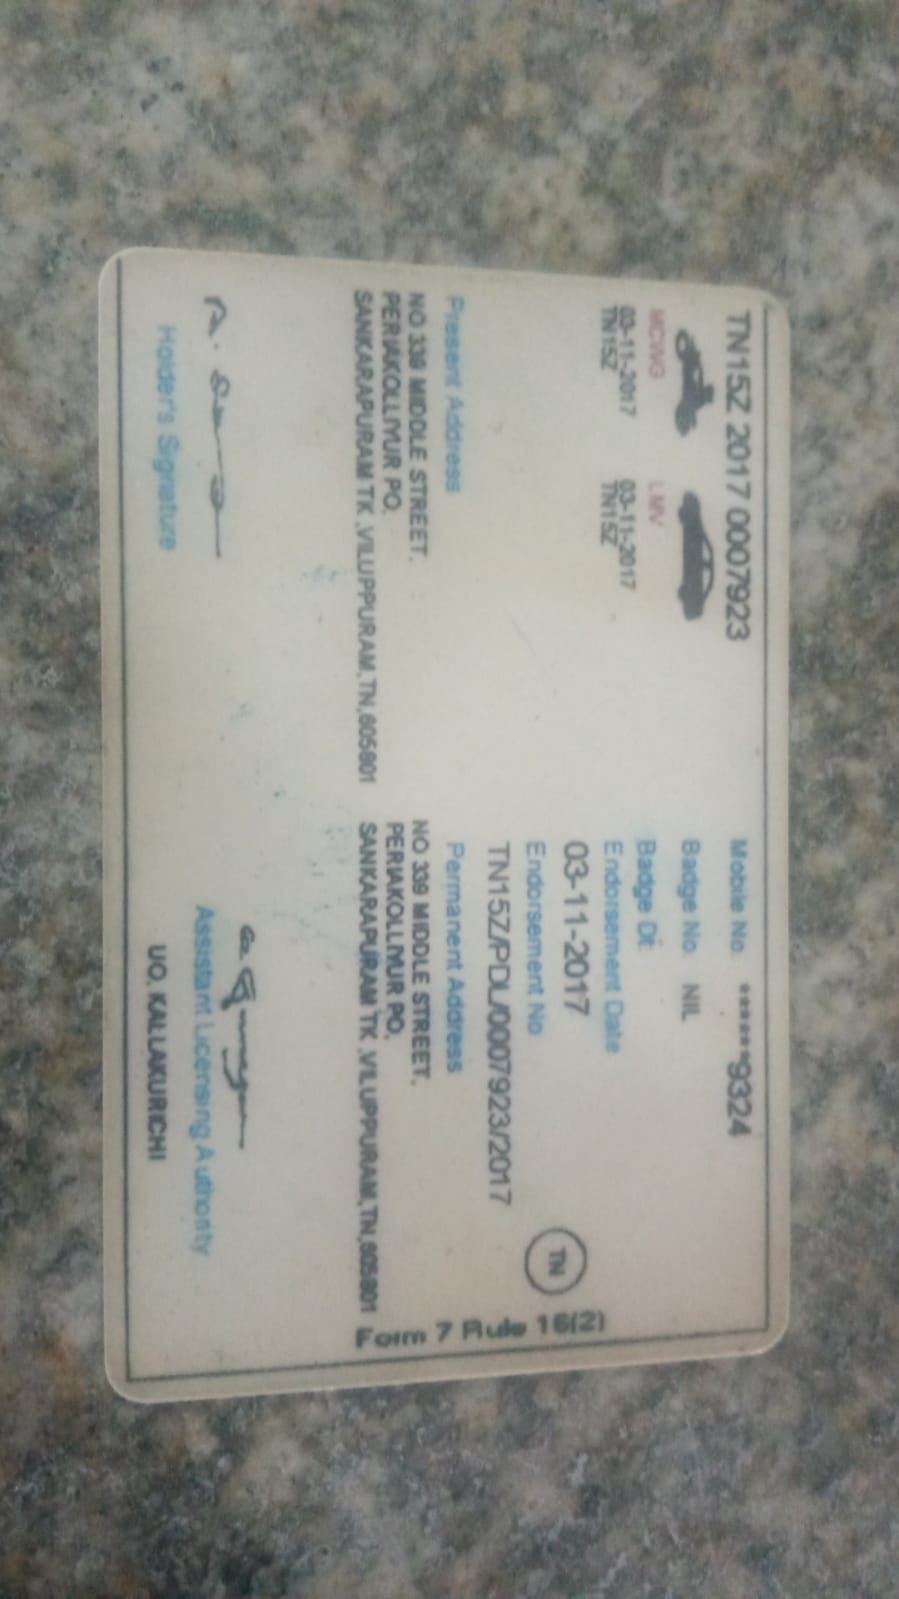 TN15Z 2017 0007923
MCWG
03-11-2017
TN15Z
LMV
03-11-2017
TN15Z
Mobile No. ******9324
Badge No. NIL
Badge Dt.
Endorsement Date
03-11-2017
Endorsement No
TN15Z/PDL/0007923/2017
TN
Form 7 Rule 16(2)
Present Address
NO 339 MIDDLE STREET.
PERIAKOLLIYUR PO,
SANKARAPURAM TK ,VILUPPURAM,TN,605801
Permanent Address
NO 339 MIDDLE STREET.
PERIAKOLLIYUR PO,
SANKARAPURAM TK ,VILUPPURAM,TN,605801
Holder's Signature
Assistant Licensing Authority
UO. KALLAKURICHI